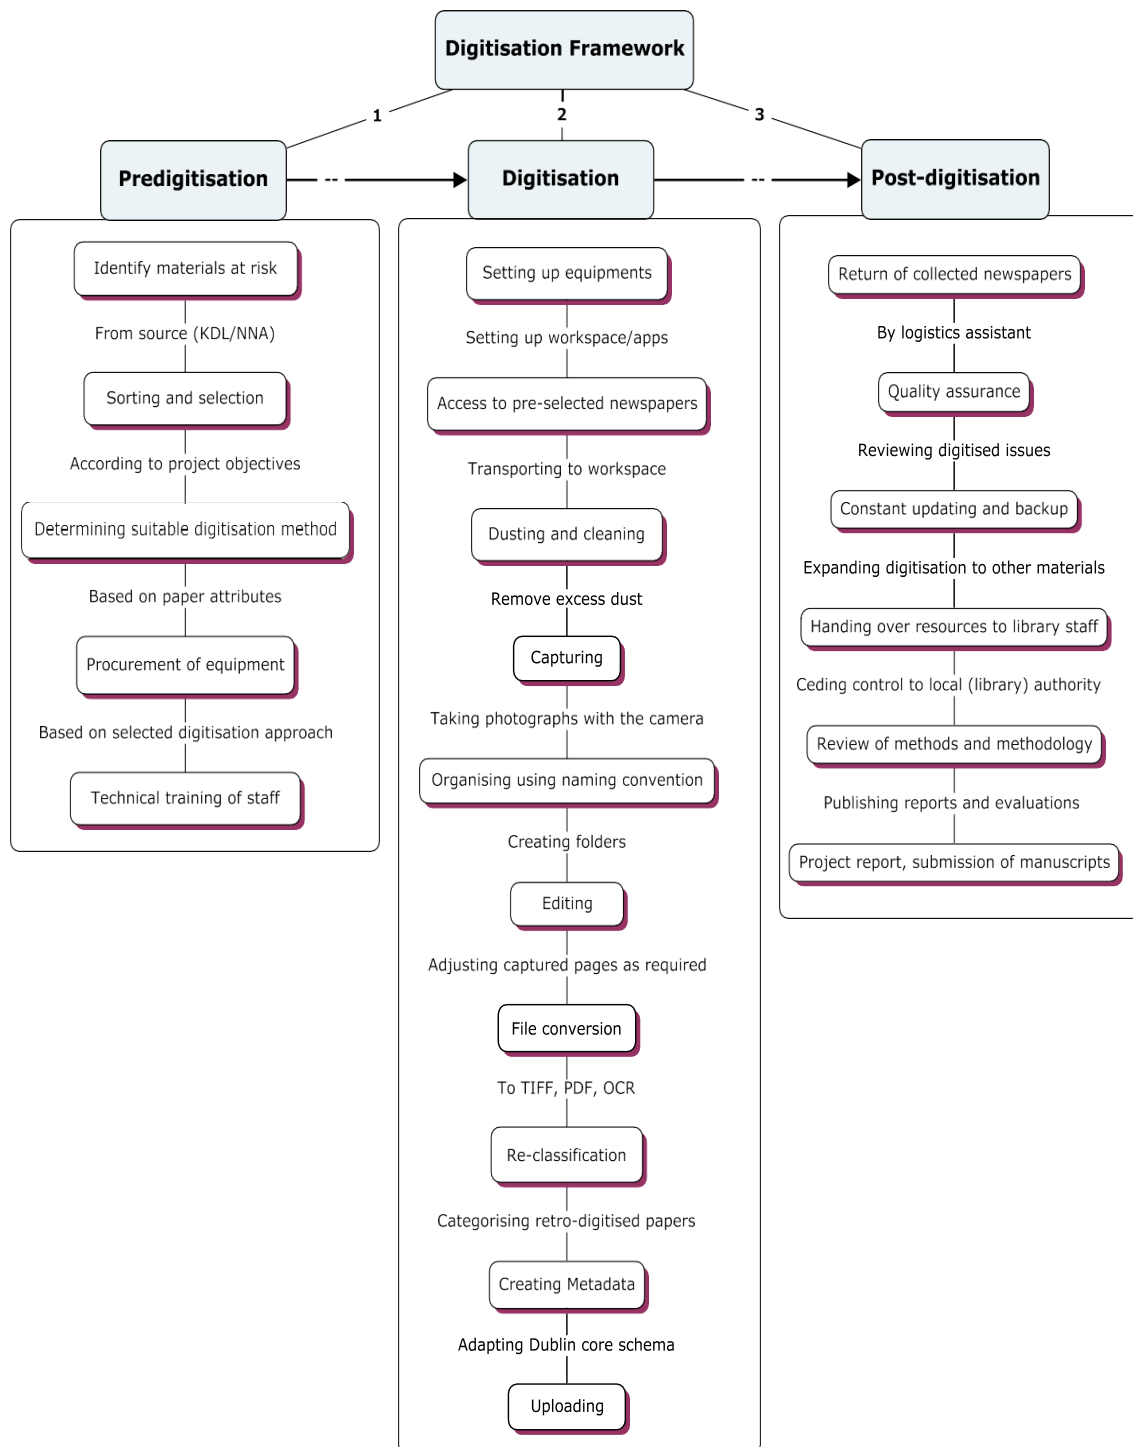 Digitisation Framework
1
2
3
Predigitisation
--
Digitisation
--
Post-digitisation
Identify materials at risk
From source (KDL/NNA)
Sorting and selection
According to project objectives
Determining suitable digitisation method
Based on paper attributes
Procurement of equipment
Based on selected digitisation approach
Technical training of staff
Setting up equipments
Setting up workspace/apps
Access to pre-selected newspapers
Transporting to workspace
Dusting and cleaning
Remove excess dust
Capturing
Taking photographs with the camera
Organising using naming convention
Creating folders
Editing
Adjusting captured pages as required
File conversion
To TIFF, PDF, OCR
Re-classification
Categorising retro-digitised papers
Creating Metadata
Adapting Dublin core schema
Uploading
Return of collected newspapers
By logistics assistant
Quality assurance
Reviewing digitised issues
Constant updating and backup
Expanding digitisation to other materials
Handing over resources to library staff
Ceding control to local (library) authority
Review of methods and methodology
Publishing reports and evaluations
Project report, submission of manuscripts